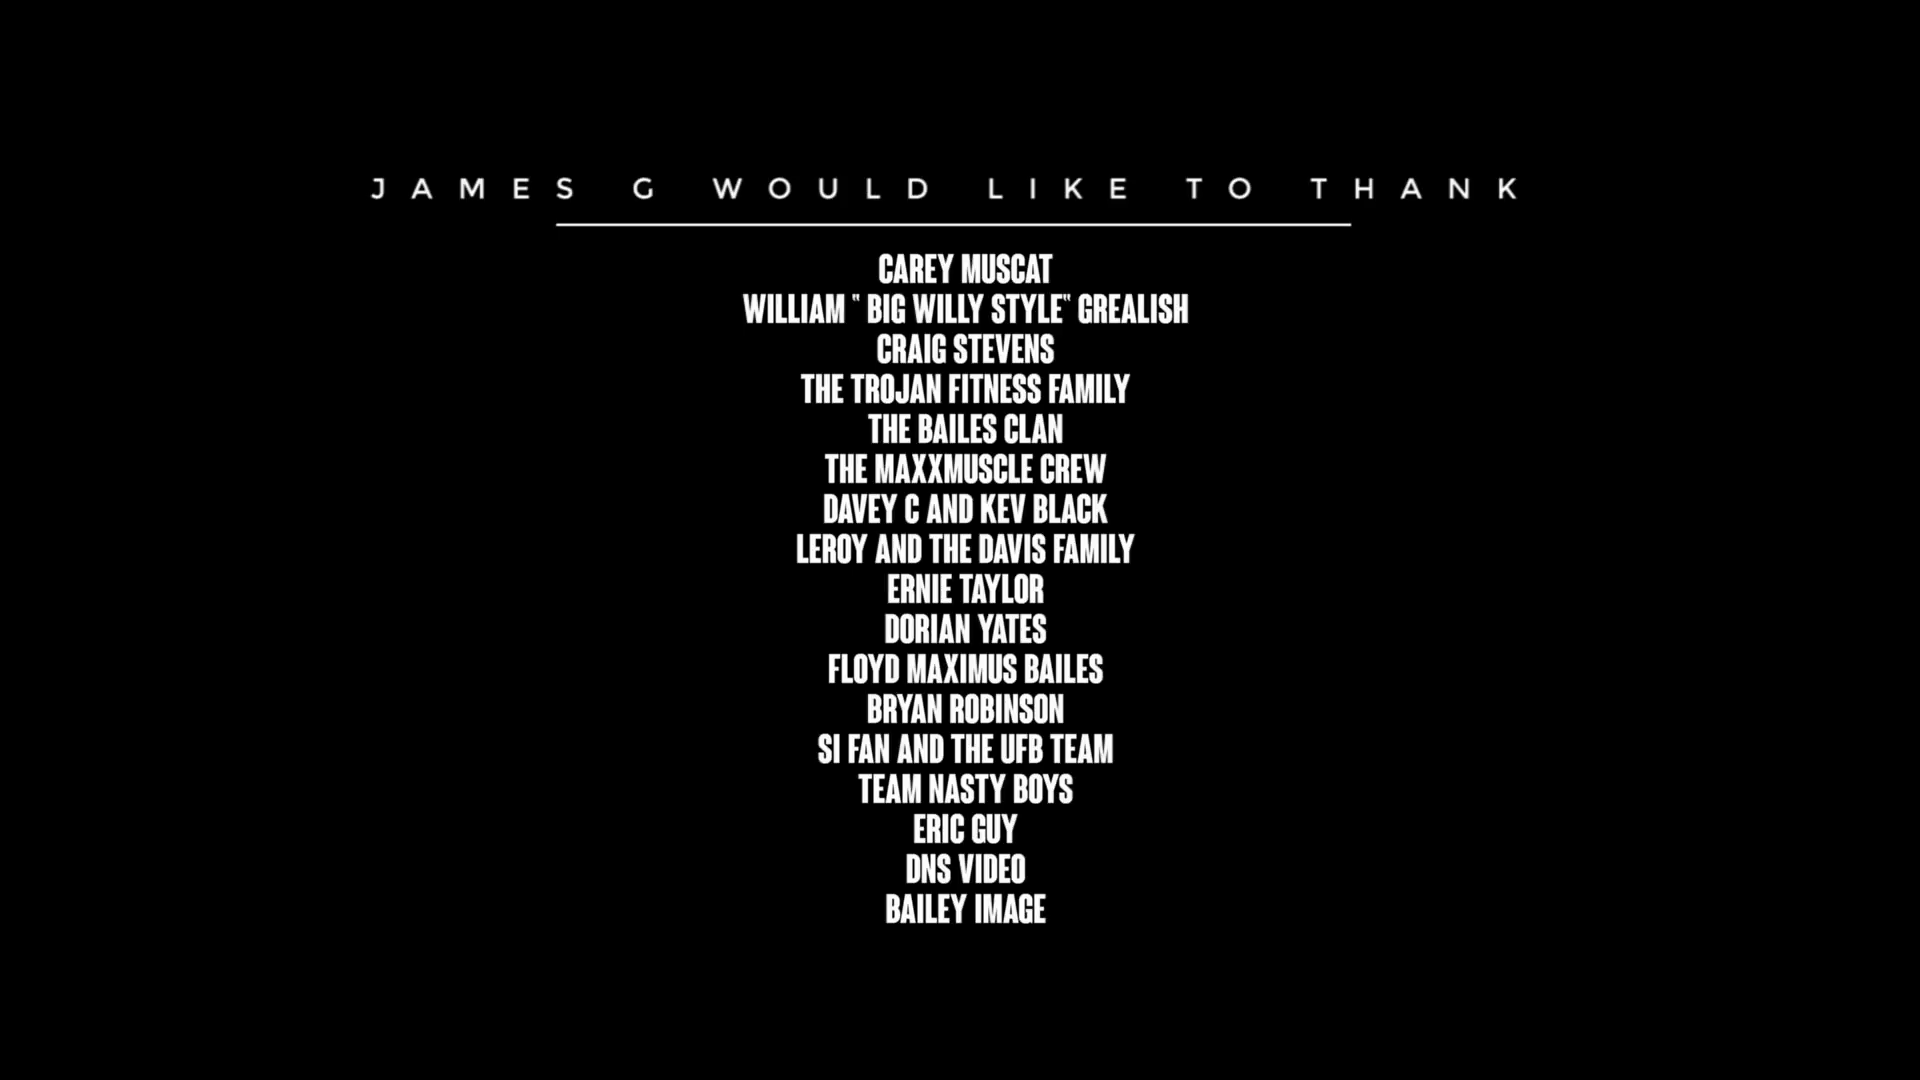 JAMES G WOULD LIKE TO THANK
CAREY MUSCAT
WILLIAM " BIG WILLY STYLE" GREALISH
CRAIG STEVENS
THE TROJAN FITNESS FAMILY
THE BAILES CLAN
THE MAXXMUSCLE CREW
DAVEY C AND KEV BLACK
LEROY AND THE DAVIS FAMILY
ERNIE TAYLOR
DORIAN YATES
FLOYD MAXIMUS BAILES
BRYAN ROBINSON
SI FAN AND THE UFB TEAM
TEAM NASTY BOYS
ERIC GUY
DNS VIDEO
BAILEY IMAGE